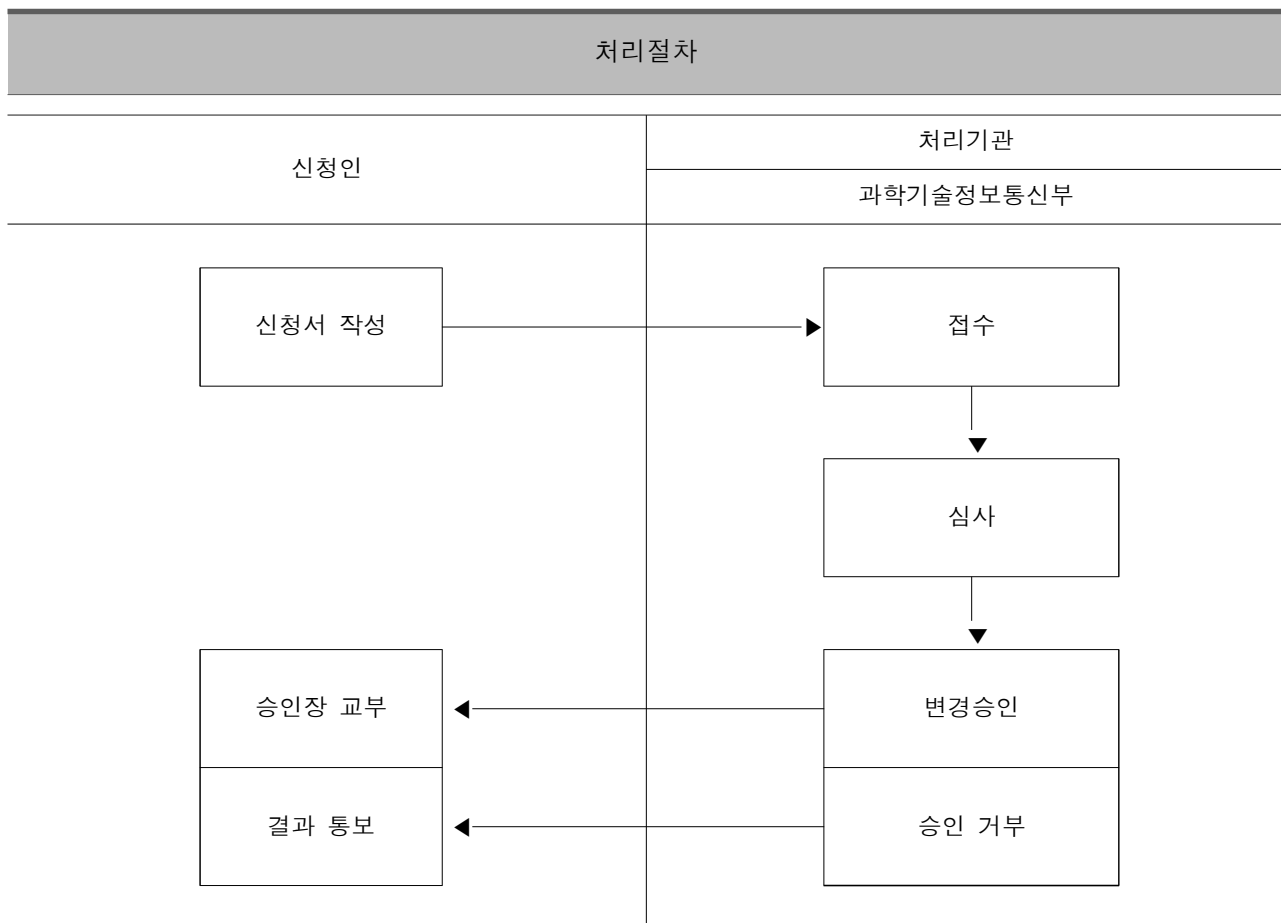 처리절차
신청인
처리기관
과학기술정보통신부
신청서 작성
접수
심사
승인장 교부
변경승인
결과 통보
승인 거부